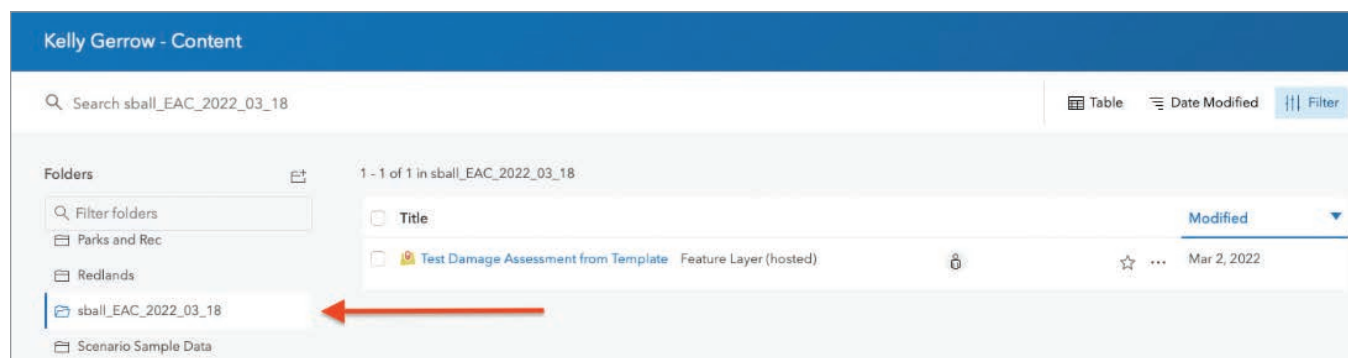 Kelly Gerrow - Content
Search sball_EAC_2022_03_18
Table
Date Modified
Filter
Folders
1 - 1 of 1 in sball_EAC_2022_03_18
Filter folders
Title
Modified
Parks and Rec
Test Damage Assessment from Template Feature Layer (hosted)
Mar 2, 2022
Redlands
sball_EAC_2022_03_18
Scenario Sample Data